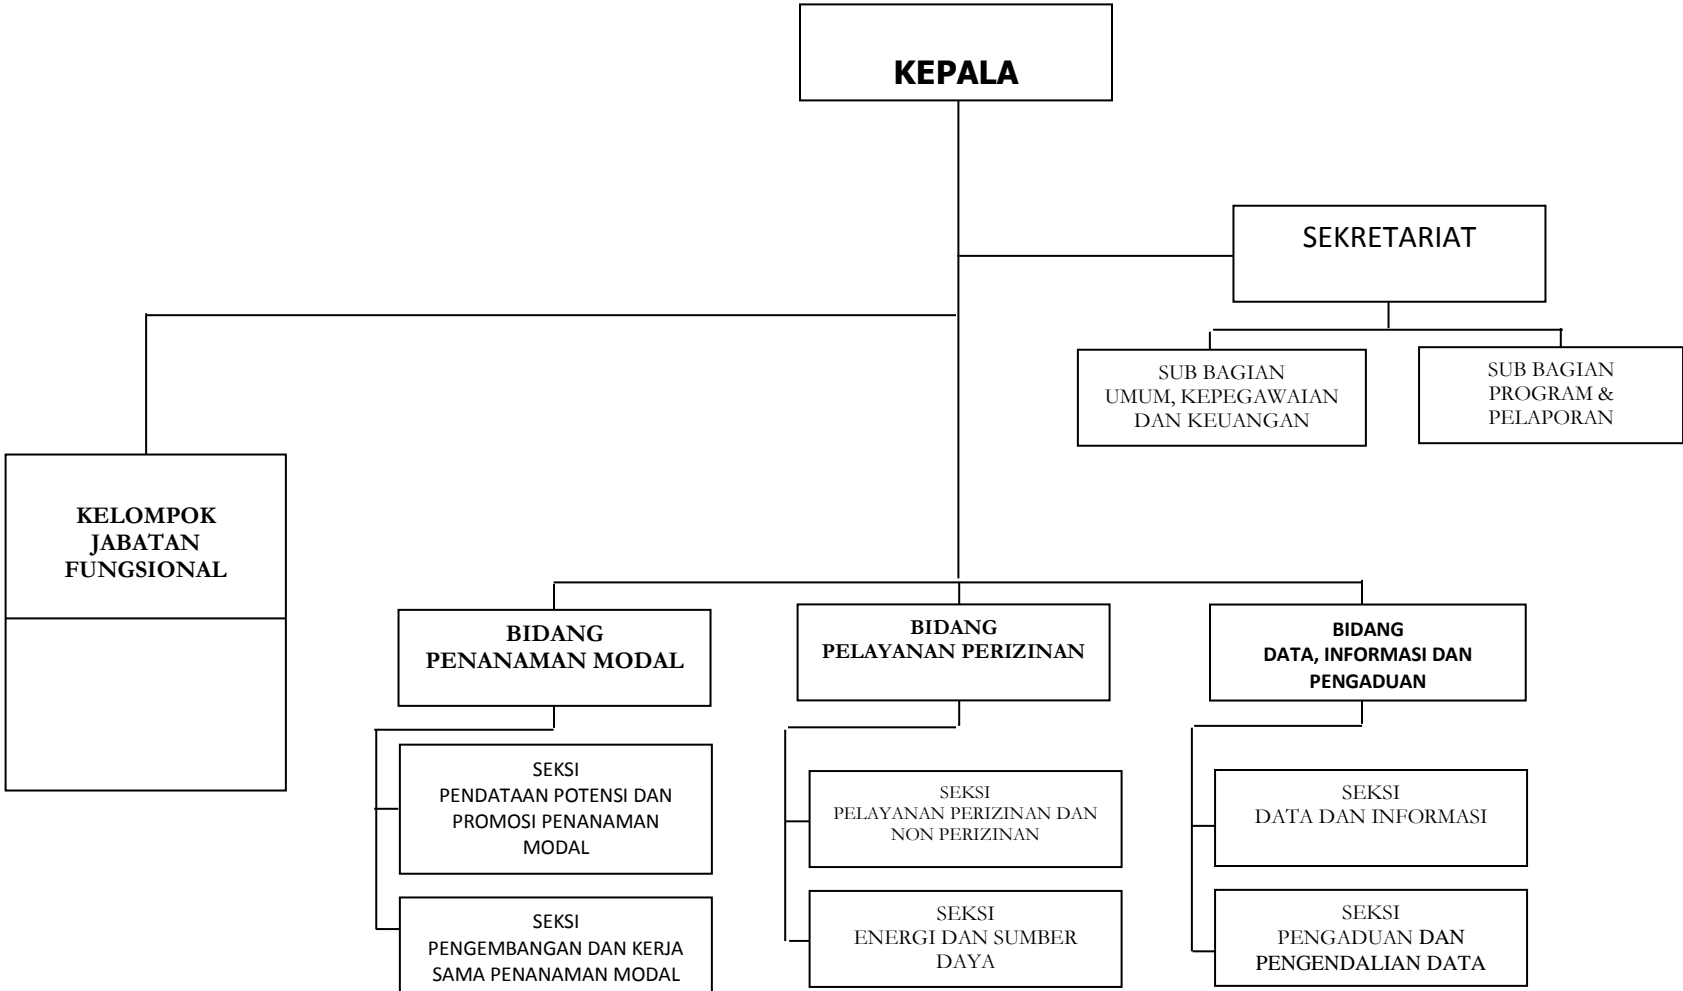 KEPALA
SEKRETARIAT
SUB BAGIAN
UMUM, KEPEGAWAIAN
DAN KEUANGAN
SUB BAGIAN
PROGRAM &
PELAPORAN
KELOMPOK
JABATAN
FUNGSIONAL
BIDANG
PENANAMAN MODAL
BIDANG
PELAYANAN PERIZINAN
BIDANG
DATA, INFORMASI DAN
PENGADUAN
SEKSI
PENDATAAN POTENSI DAN
PROMOSI PENANAMAN
MODAL
SEKSI
PELAYANAN PERIZINAN DAN
NON PERIZINAN
SEKSI
DATA DAN INFORMASI
SEKSI
PENGEMBANGAN DAN KERJA
SAMA PENANAMAN MODAL
SEKSI
ENERGI DAN SUMBER
DAYA
SEKSI
PENGADUAN DAN
PENGENDALIAN DATA